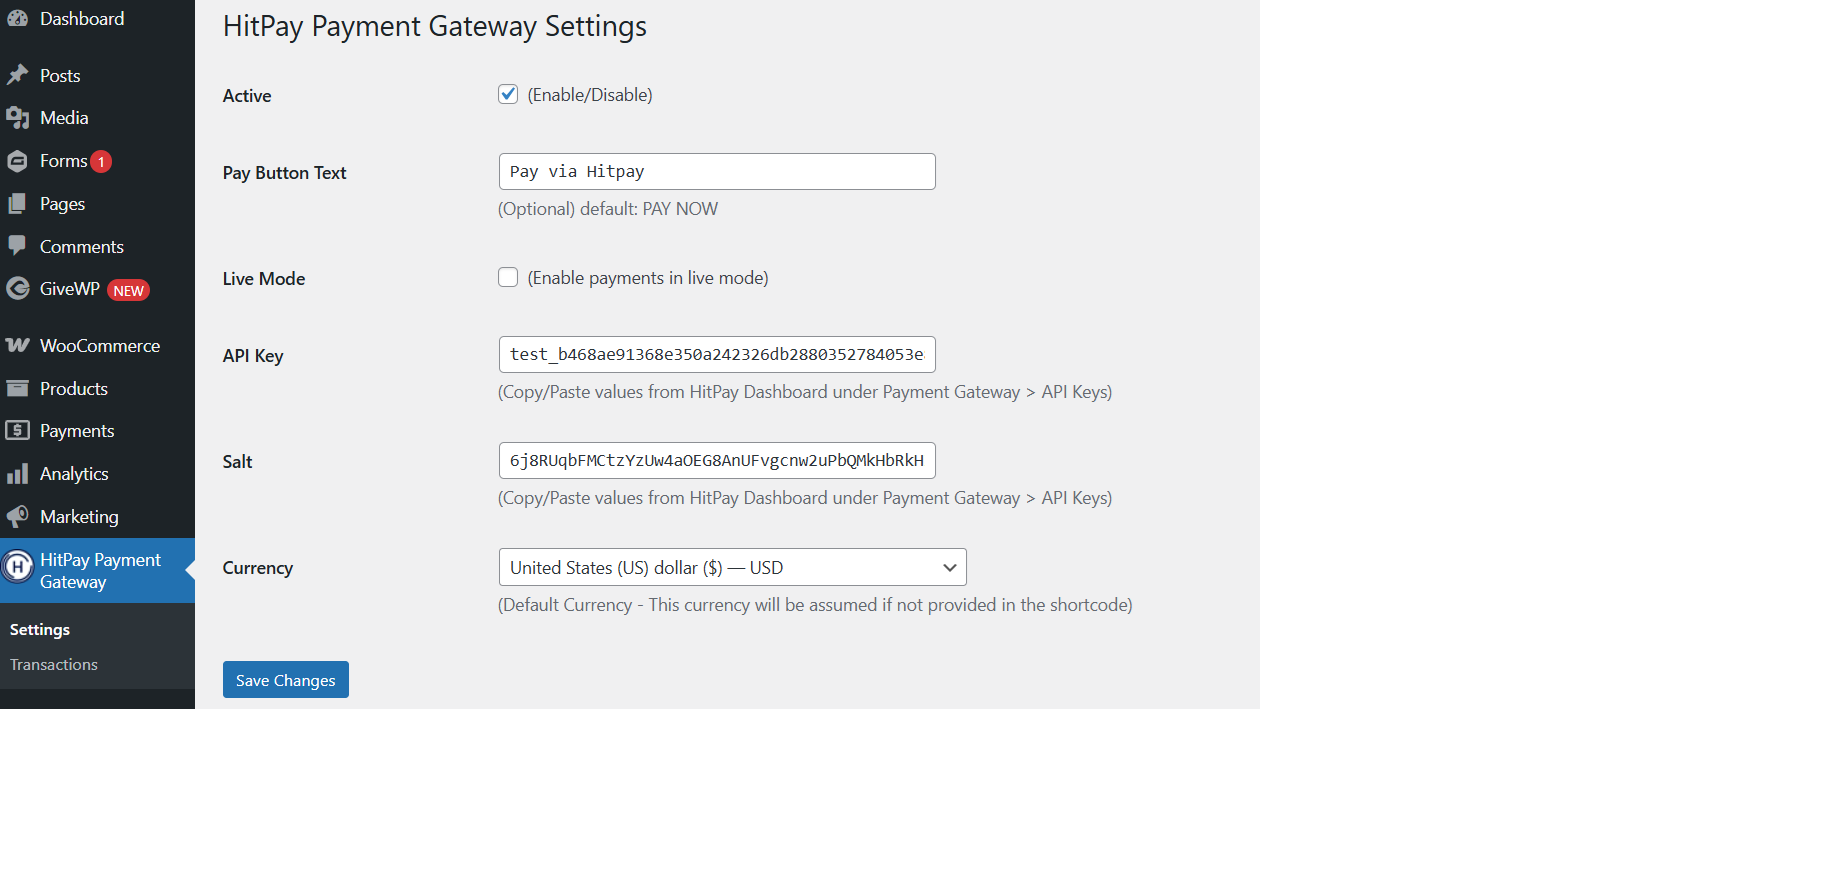 Dashboard
Posts
Media
Forms 1
Pages
Comments
GiveWP NEW
WooCommerce
Products
Payments
Analytics
Marketing
HitPay Payment
Gateway
Settings
Transactions
HitPay Payment Gateway Settings
Active
(Enable/Disable)
Pay Button Text
Pay via Hitpay
(Optional) default: PAY NOW
Live Mode
(Enable payments in live mode)
API Key
test_b468ae91368e350a242326db2880352784053e
(Copy/Paste values from HitPay Dashboard under Payment Gateway > API Keys)
Salt
6j8RUqbFMCtzYzUw4aOEG8AnUFvgcnw2uPbQMkHbRkH
(Copy/Paste values from HitPay Dashboard under Payment Gateway > API Keys)
Currency
United States (US) dollar ($) — USD
(Default Currency - This currency will be assumed if not provided in the shortcode)
Save Changes